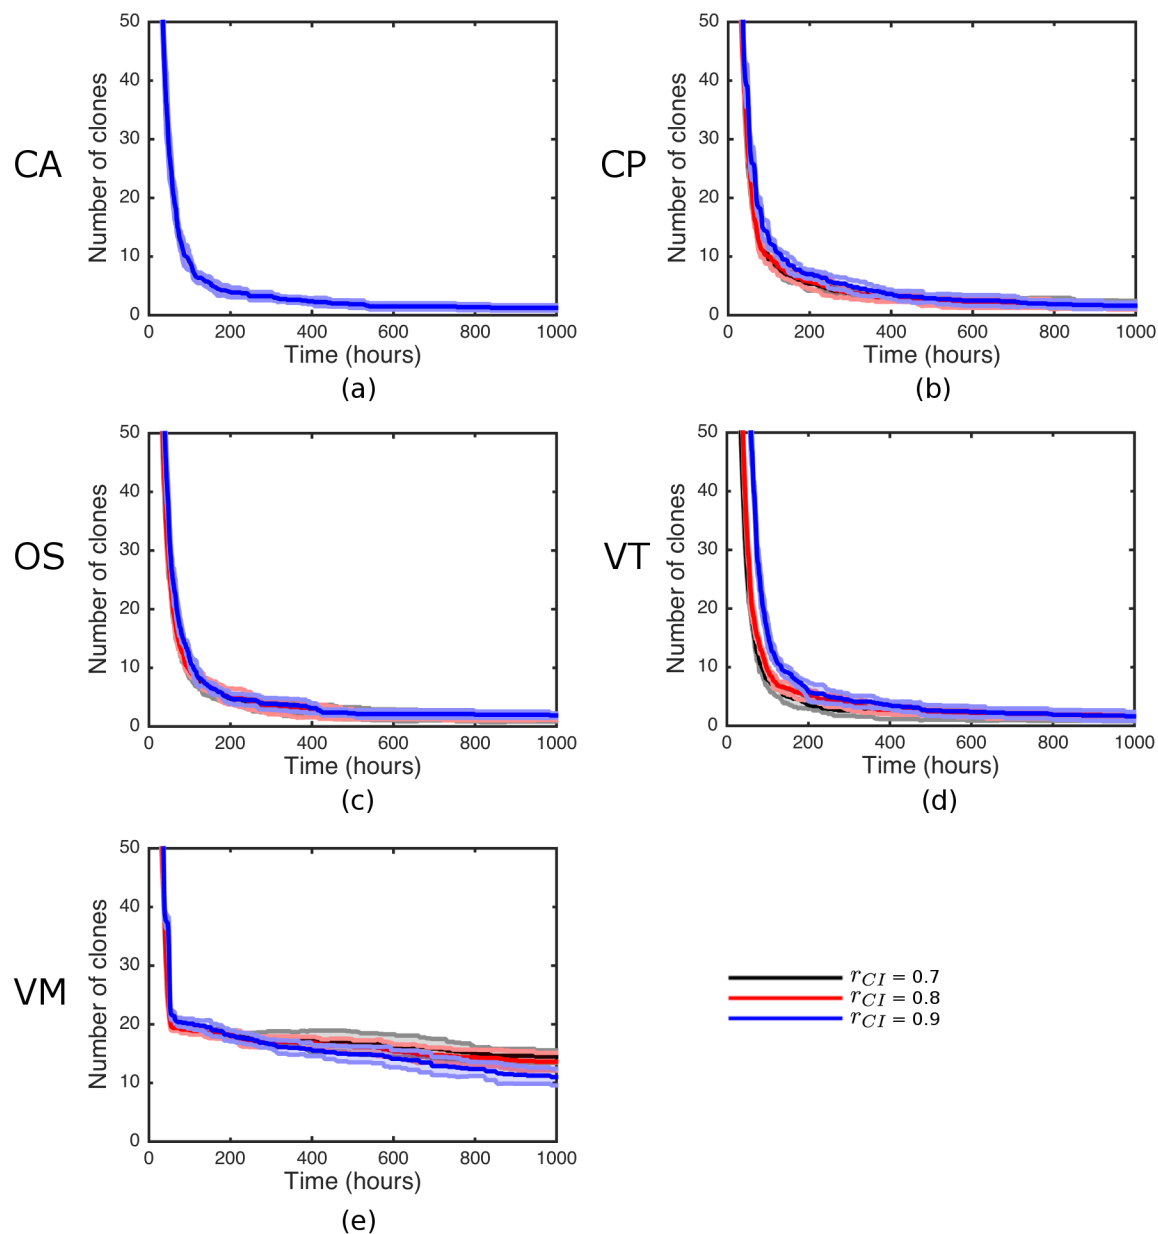 CA
Number of clones
50
40
30
20
10
0
0 200 400 600 800 1000
Time (hours)
(a)
CP
Number of clones
50
40
30
20
10
0
0 200 400 600 800 1000
Time (hours)
(b)
OS
Number of clones
50
40
30
20
10
0
0 200 400 600 800 1000
Time (hours)
(c)
VT
Number of clones
50
40
30
20
10
0
0 200 400 600 800 1000
Time (hours)
(d)
VM
Number of clones
50
40
30
20
10
0
0 200 400 600 800 1000
Time (hours)
(e)
r_CI = 0.7
r_CI = 0.8
r_CI = 0.9